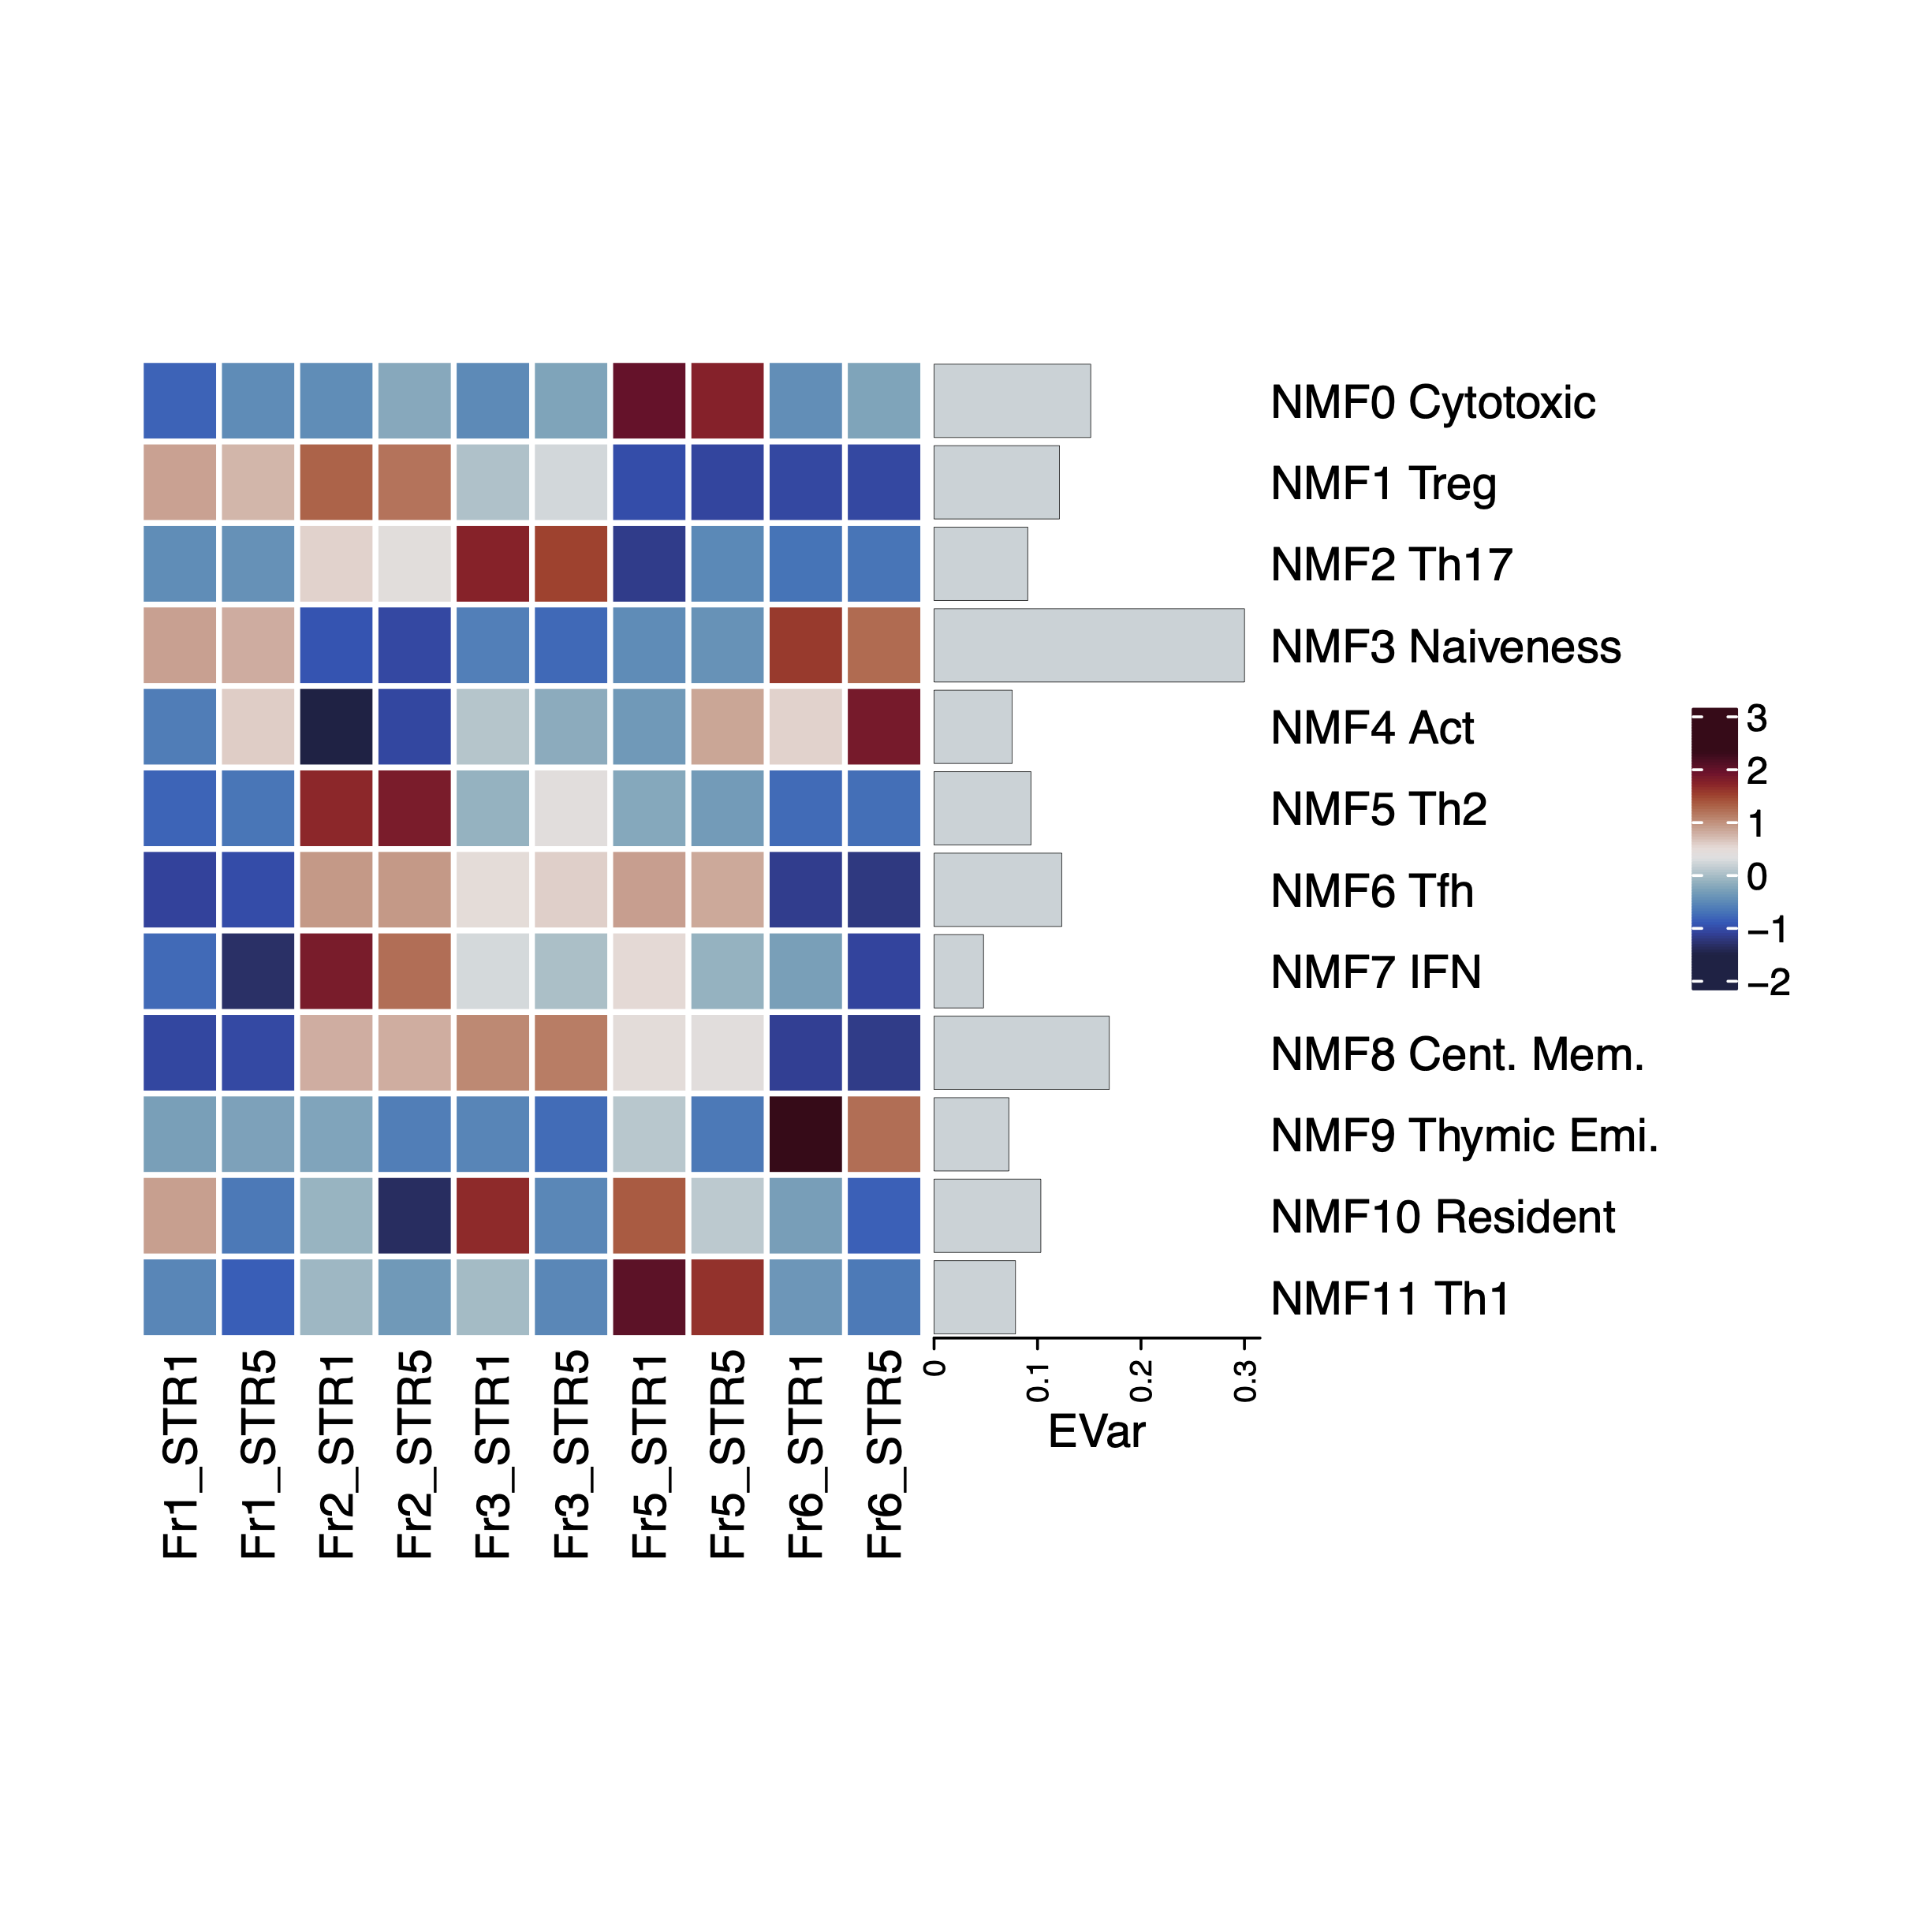 NMF0 Cytotoxic
NMF1 Treg
NMF2 Th17
NMF3 Naiveness
NMF4 Act
NMF5 Th2
NMF6 Tfh
NMF7 IFN
NMF8 Cent. Mem.
NMF9 Thymic Emi.
NMF10 Resident
NMF11 Th1
3
2
1
0
−1
−2
Fr1_STR1
Fr1_STR5
Fr2_STR1
Fr2_STR5
Fr3_STR1
Fr3_STR5
Fr5_STR1
Fr5_STR5
Fr6_STR1
Fr6_STR5
0
0.1
0.2
0.3
EVar